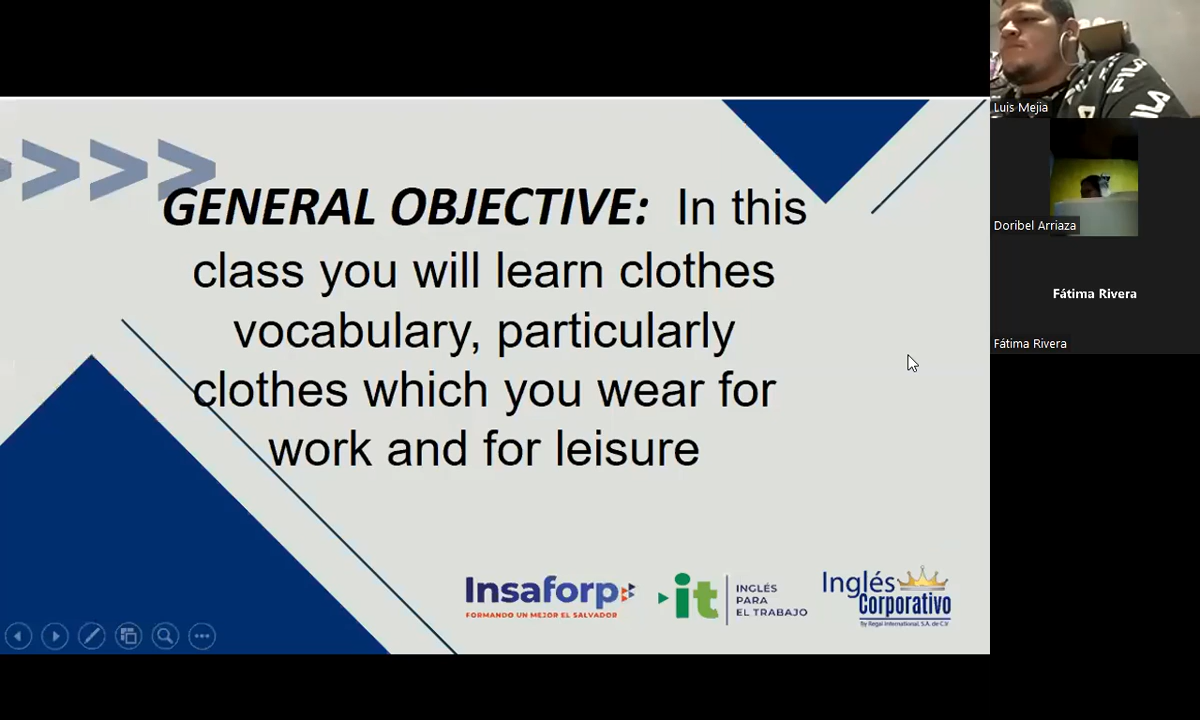 GENERAL OBJECTIVE: In this
class you will learn clothes
vocabulary, particularly
clothes which you wear for
work and for leisure
Insaforp
FORMANDO UN MEJOR EL SALVADOR
it
INGLÉS
PARA
EL TRABAJO
Inglés
Corporativo
By Regal International, S.A. de C.V
Luis Mejia
FILA
Doribel Arriaza
Fátima Rivera
Fátima Rivera